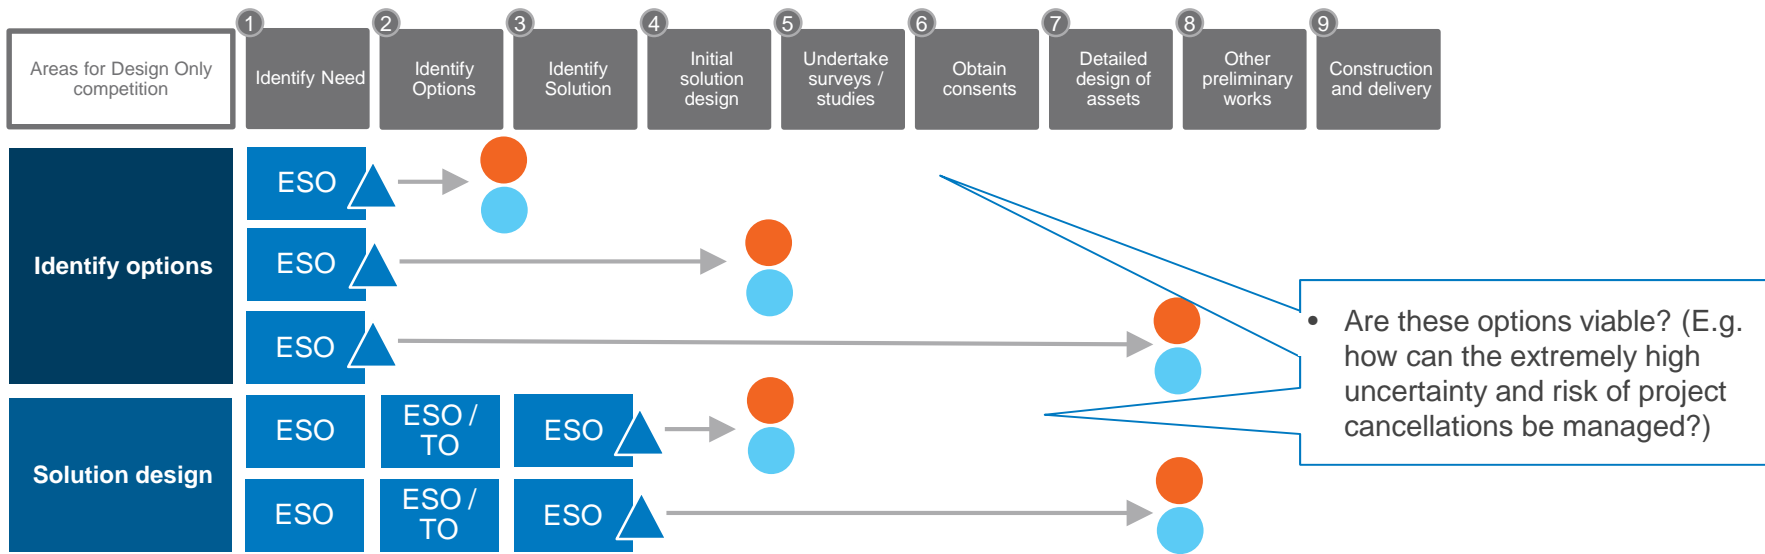 1
2
3
4
5
6
7
8
9
Areas for Design Only
competition
Identify Need
Identify
Options
Identify
Solution
Initial
solution
design
Undertake
surveys /
studies
Obtain
consents
Detailed
design of
assets
Other
preliminary
works
Construction
and delivery
Identify options
ESO
ESO
ESO
Solution design
ESO
ESO /
TO
ESO
ESO
ESO /
TO
ESO
• Are these options viable? (E.g.
how can the extremely high
uncertainty and risk of project
cancellations be managed?)